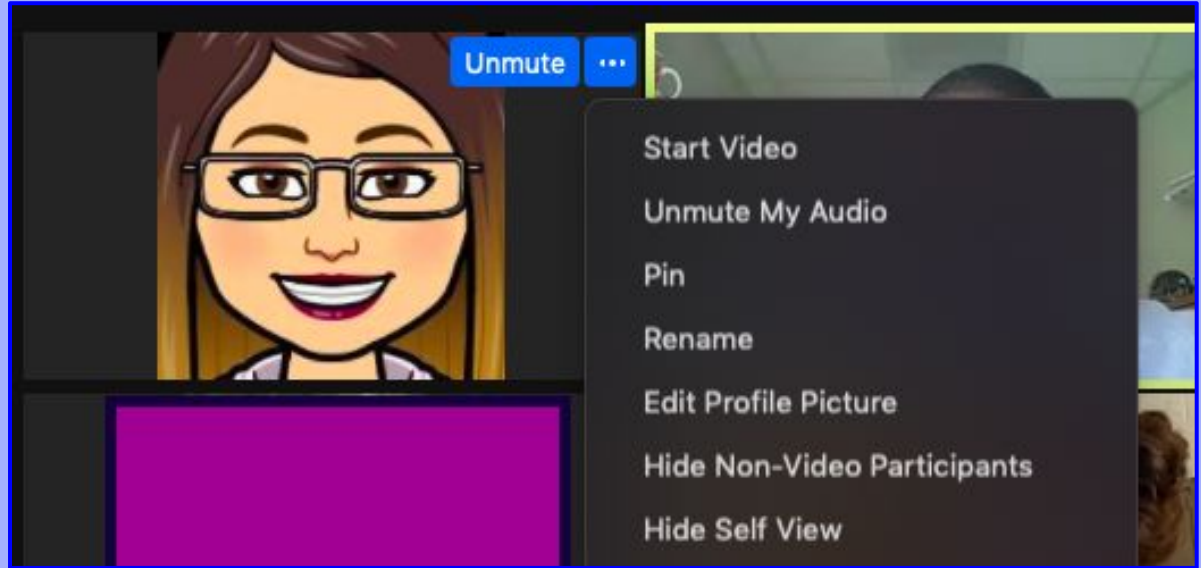 Unmute ...
Start Video
Unmute My Audio
Pin
Rename
Edit Profile Picture
Hide Non-Video Participants
Hide Self View